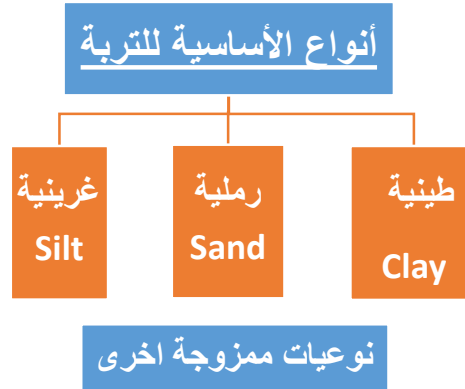 أنواع الأساسية للتربة
طينية
Clay
رملية
Sand
غرينية
Silt
نوعيات ممزوجة اخرى